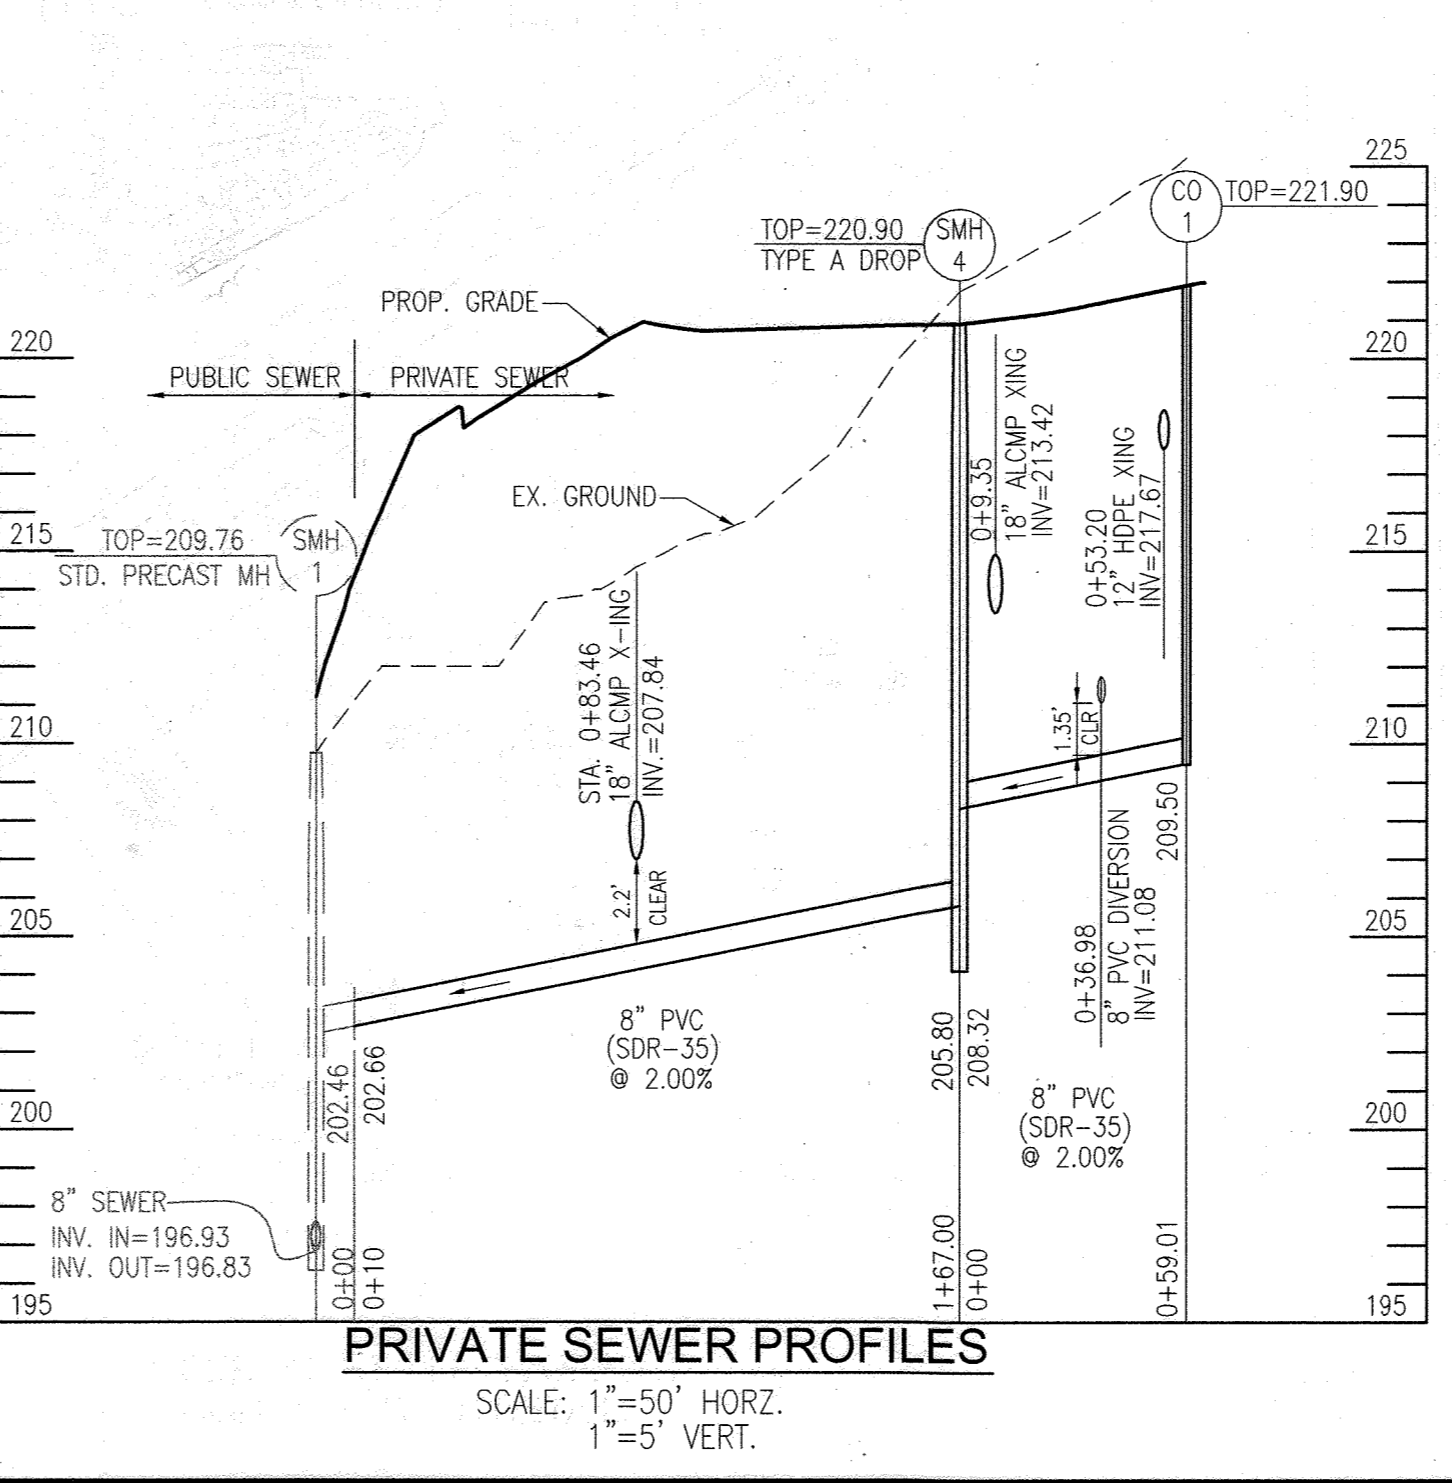 225
CO
1
TOP=221.90
TOP=220.90
TYPE A DROP
SMH
4
PROP. GRADE
220
220
PUBLIC SEWER
PRIVATE SEWER
0+9.35
18" ALCMP XING
INV=213.42
0+53.20
12" HDPE XING
INV=217.67
EX. GROUND
215
215
TOP=209.76
STD. PRECAST MH
SMH
1
STA. 0+83.46
18" ALCMP X-ING
INV.=207.84
210
210
1.35'
CLR
209.50
2.2'
CLEAR
205
205
0+36.98
8" PVC DIVERSION
INV=211.08
8" PVC
(SDR-35)
@ 2.00%
202.46
202.66
205.80
208.32
200
200
8" PVC
(SDR-35)
@ 2.00%
8" SEWER
INV. IN=196.93
INV. OUT=196.83
0+00
0+10
1+67.00
0+00
0+59.01
195
195
PRIVATE SEWER PROFILES
SCALE: 1"=50' HORZ.
1"=5' VERT.